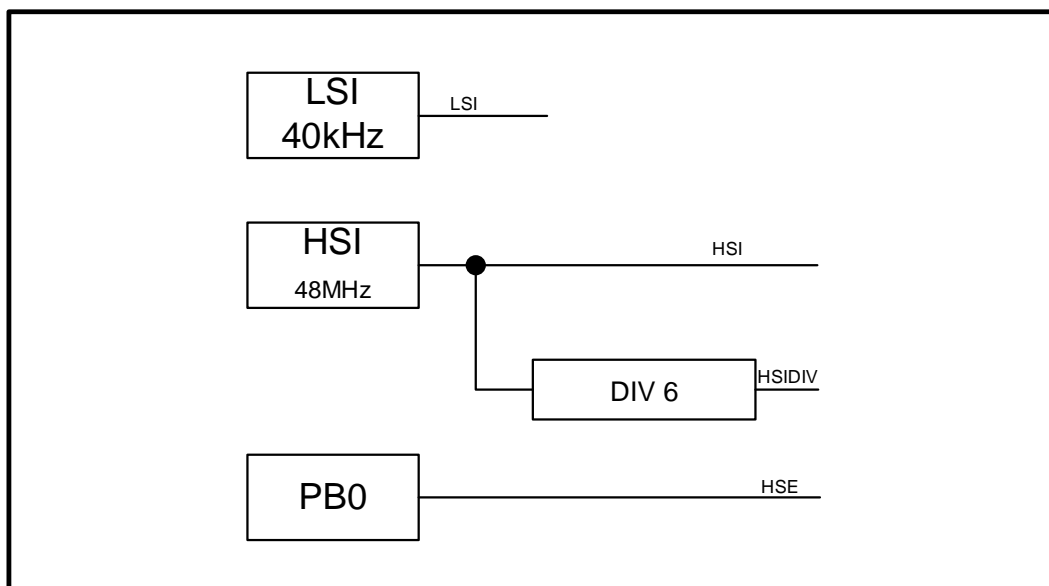 LSI
40kHz
LSI
HSI
48MHz
HSI
DIV 6
HSIDIV
PB0
HSE